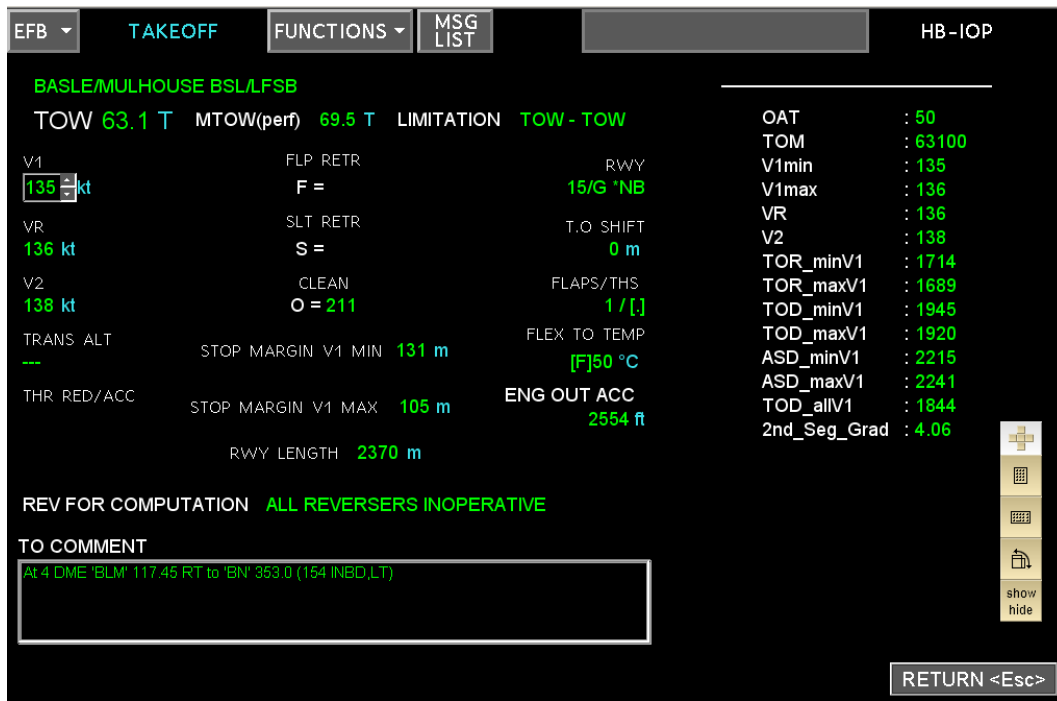 EFB TAKEOFF FUNCTIONS MSG LIST HB-IOP
BASLE/MULHOUSE BSL/LFSB
TOW 63.1 T MTOW(perf) 69.5 T LIMITATION TOW - TOW
V1 FLP RETR RWY
135 kt F = 15/G *NB
VR SLT RETR T.O SHIFT
136 kt S = 0 m
V2 CLEAN FLAPS/THS
138 kt O = 211 1 / [.]
TRANS ALT STOP MARGIN V1 MIN 131 m FLEX TO TEMP
--- [F]50 °C
THR RED/ACC STOP MARGIN V1 MAX 105 m ENG OUT ACC
2554 ft
RWY LENGTH 2370 m
REV FOR COMPUTATION ALL REVERSERS INOPERATIVE
TO COMMENT
At 4 DME 'BLM' 117.45 RT to 'BN' 353.0 (154 INBD,LT)
OAT : 50
TOM : 63100
V1min : 135
V1max : 136
VR : 136
V2 : 138
TOR_minV1 : 1714
TOR_maxV1 : 1689
TOD_minV1 : 1945
TOD_maxV1 : 1920
ASD_minV1 : 2215
ASD_maxV1 : 2241
TOD_allV1 : 1844
2nd_Seg_Grad : 4.06
show
hide
RETURN <Esc>